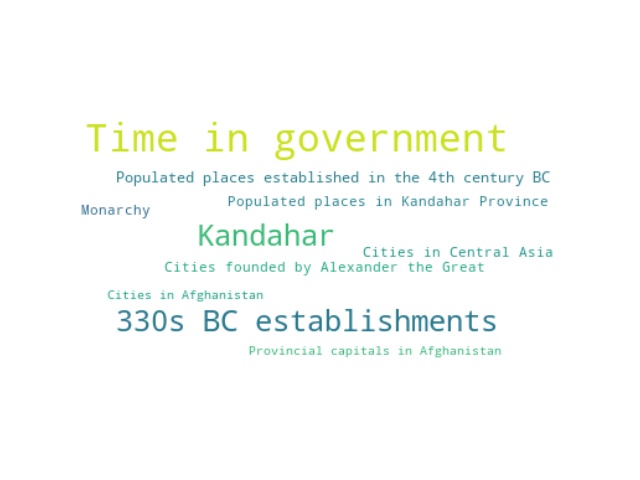 Time in government
Populated places established in the 4th century BC
Populated places in Kandahar Province
Monarchy
Kandahar
Cities in Central Asia
Cities founded by Alexander the Great
Cities in Afghanistan
330s BC establishments
Provincial capitals in Afghanistan